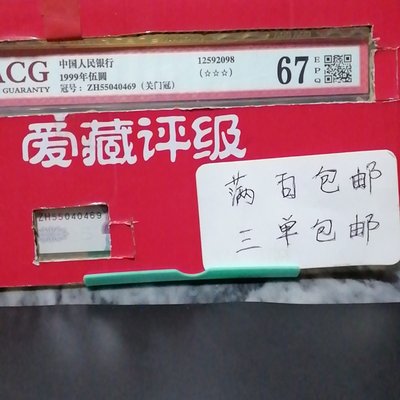 ACG
GUARANTY
中国人民银行
1999年伍圆
冠号：ZH55040469（关门冠）
12592098
(☆☆☆)
67
EPQ
爱藏评级
ZH55040469
满百包邮
三单包邮